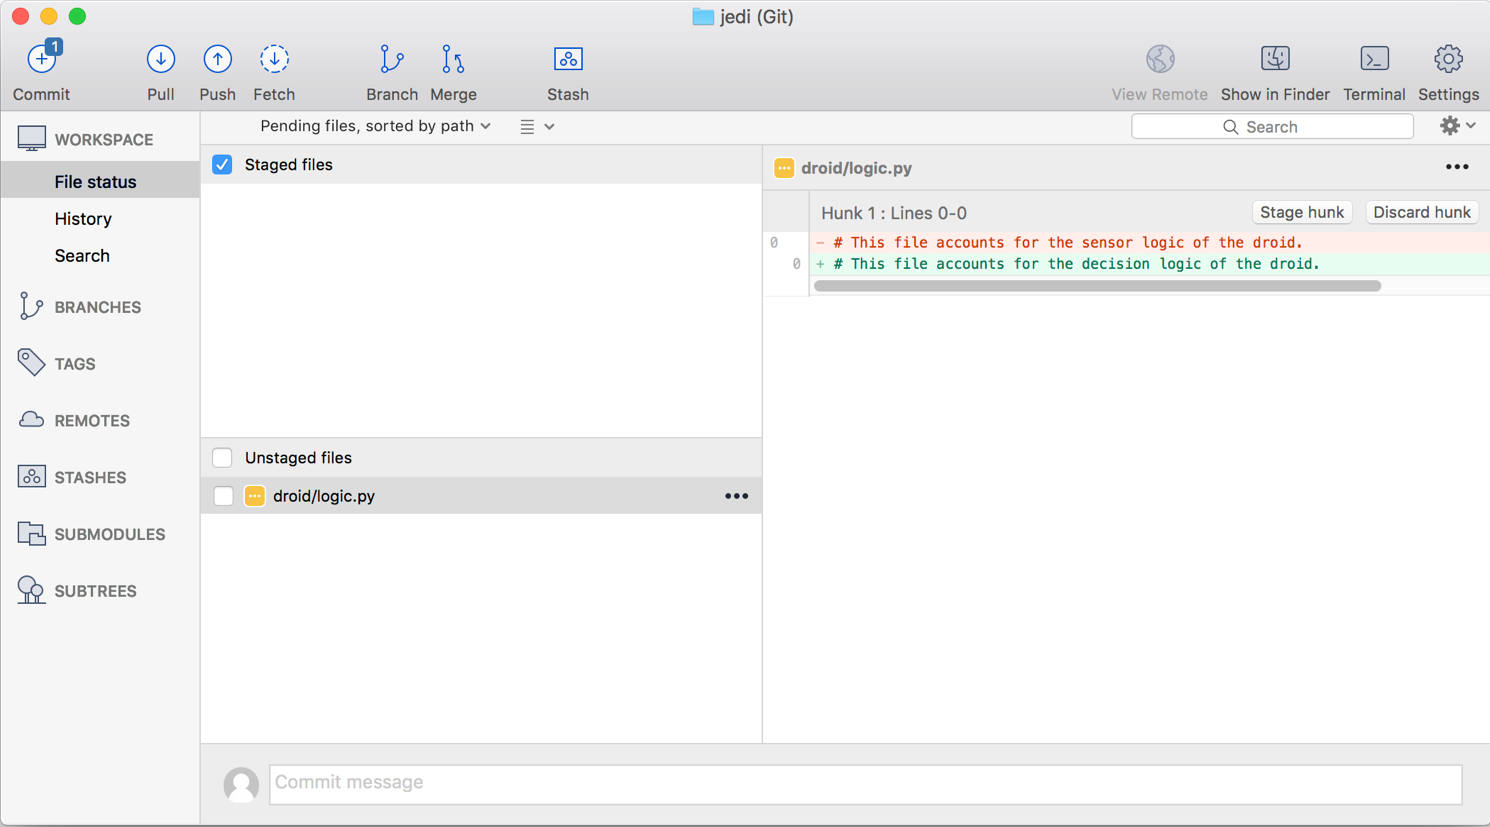 jedi (Git)
1
Commit Pull Push Fetch Branch Merge Stash View Remote Show in Finder Terminal Settings
WORKSPACE
File status
History
Search
BRANCHES
TAGS
REMOTES
STASHES
SUBMODULES
SUBTREES
Pending files, sorted by path
Search
Staged files
Unstaged files
droid/logic.py
droid/logic.py
Hunk 1 : Lines 0-0
Stage hunk
Discard hunk
0 - # This file accounts for the sensor logic of the droid.
0 + # This file accounts for the decision logic of the droid.
Commit message